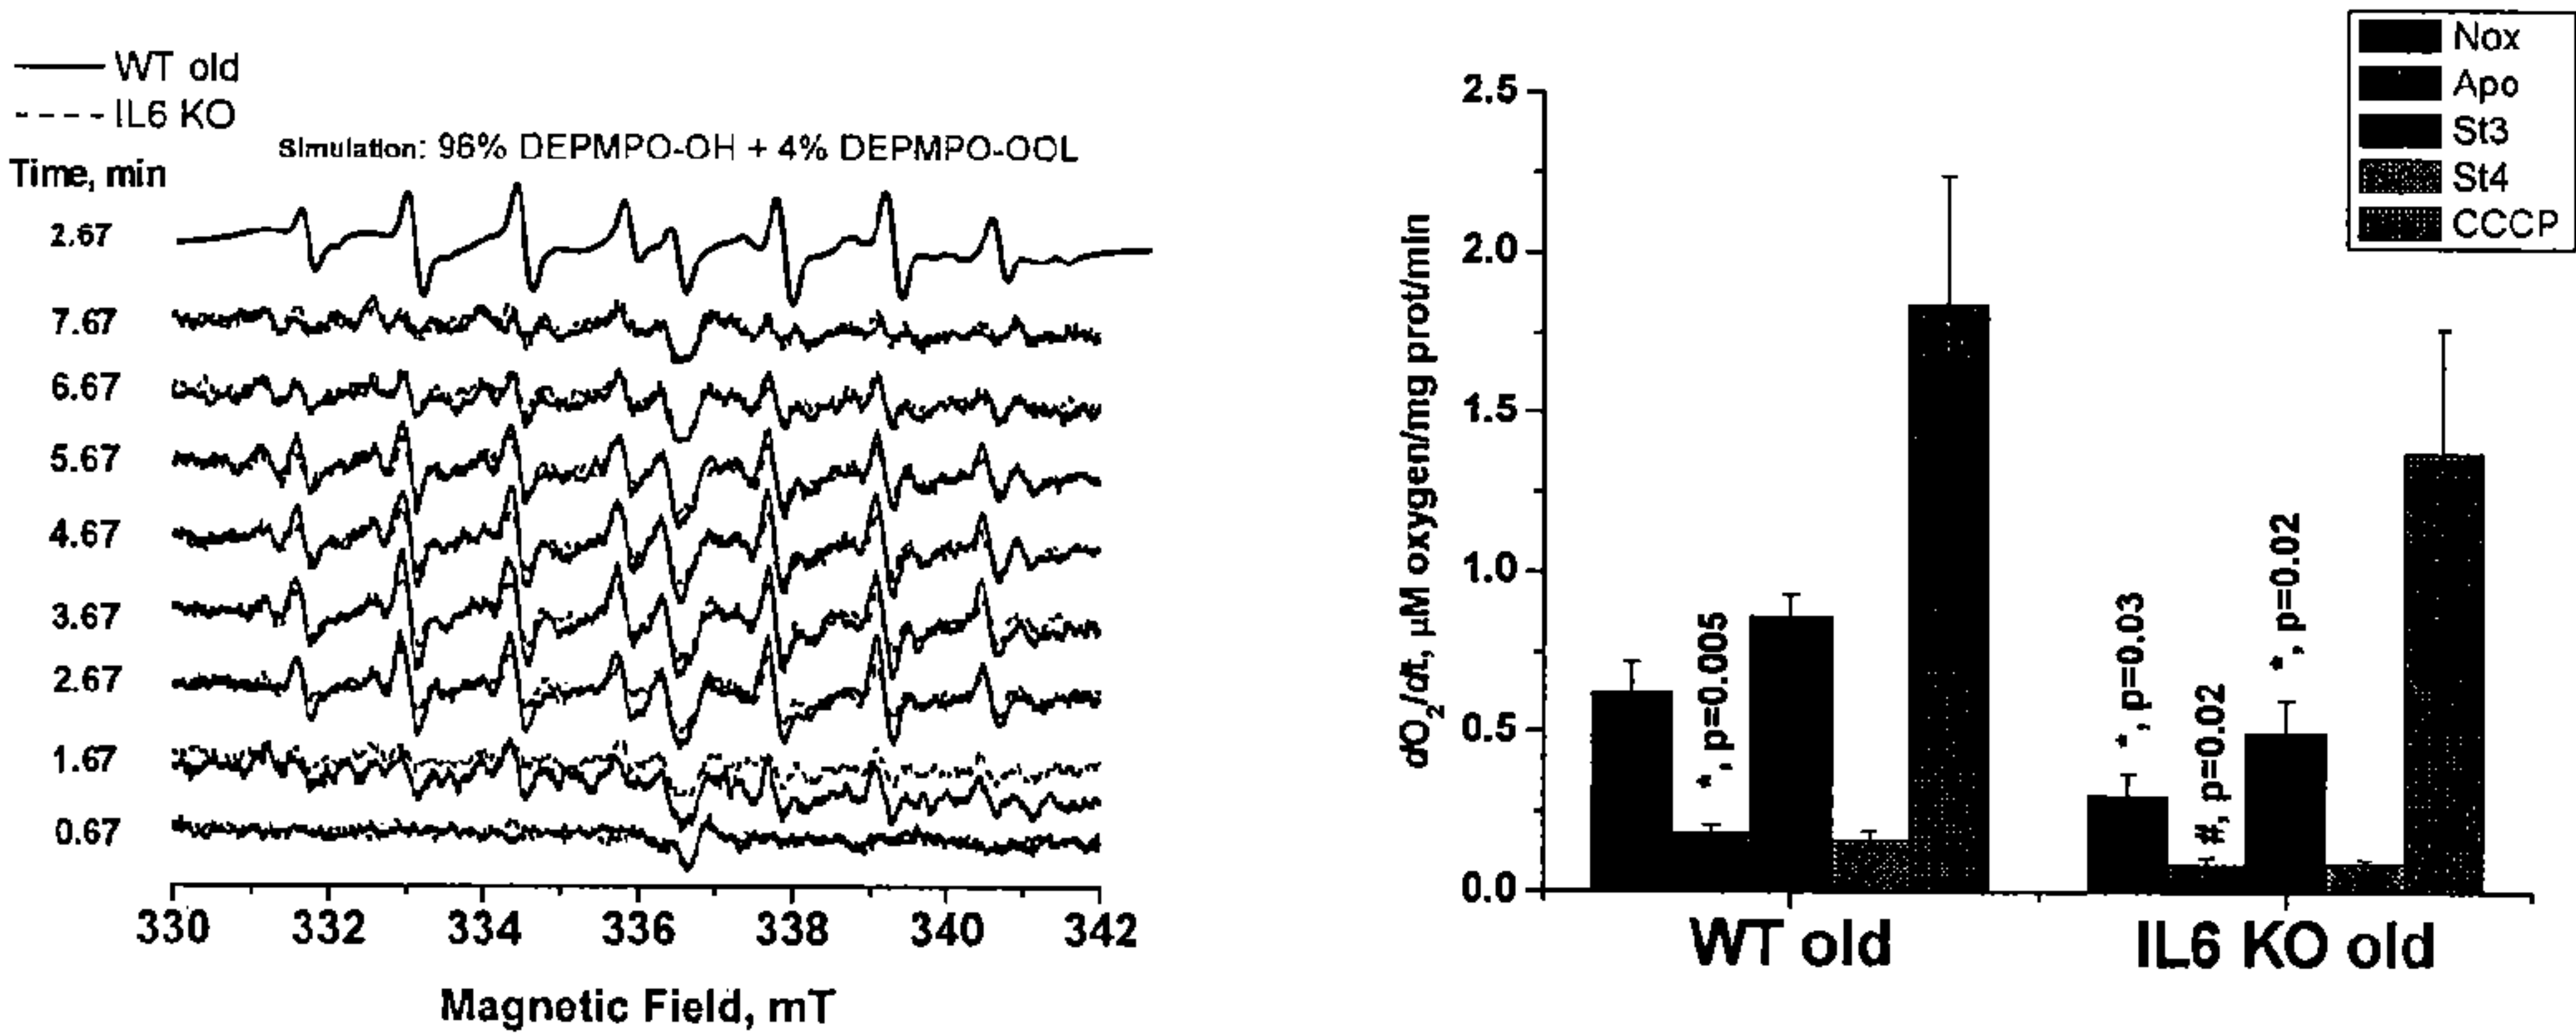 WT old
IL6 KO
Simulation: 96% DEPMPO-OH + 4% DEPMPO-OOL
Time, min
2.67
7.67
6.67
5.67
4.67
3.67
2.67
1.67
0.67
330 332 334 336 338 340 342
Magnetic Field, mT
Nox
Apo
St3
St4
CCCP
dO2/dt, µM oxygen/mg prot/min
2.5
2.0
1.5
1.0
0.5
0.0
*, p=0.005
*, p=0.03
#, p=0.02
*, p=0.02
WT old
IL6 KO old